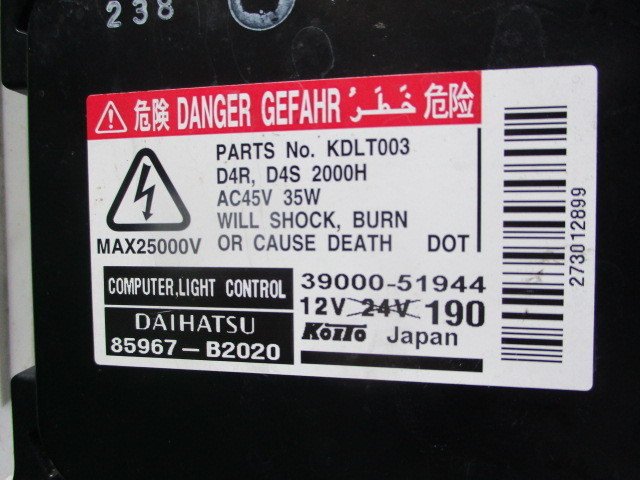 238
危険 DANGER GEFAHR خَطَرُ 危险
PARTS No. KDLT003
D4R, D4S 2000H
AC45V 35W
WILL SHOCK, BURN
OR CAUSE DEATH DOT
MAX25000V
COMPUTER, LIGHT CONTROL
DAIHATSU
85967-B2020
39000-51944
12V 24V 190
KOITO Japan
273012899